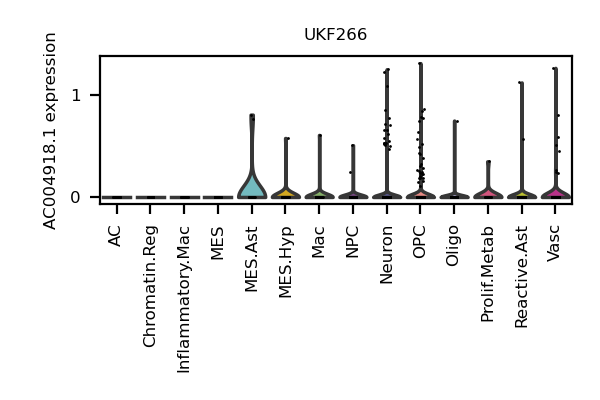 UKF266
AC004918.1 expression
1
0
AC
Chromatin.Reg
Inflammatory.Mac
MES
MES.Ast
MES.Hyp
Mac
NPC
Neuron
OPC
Oligo
Prolif.Metab
Reactive.Ast
Vasc